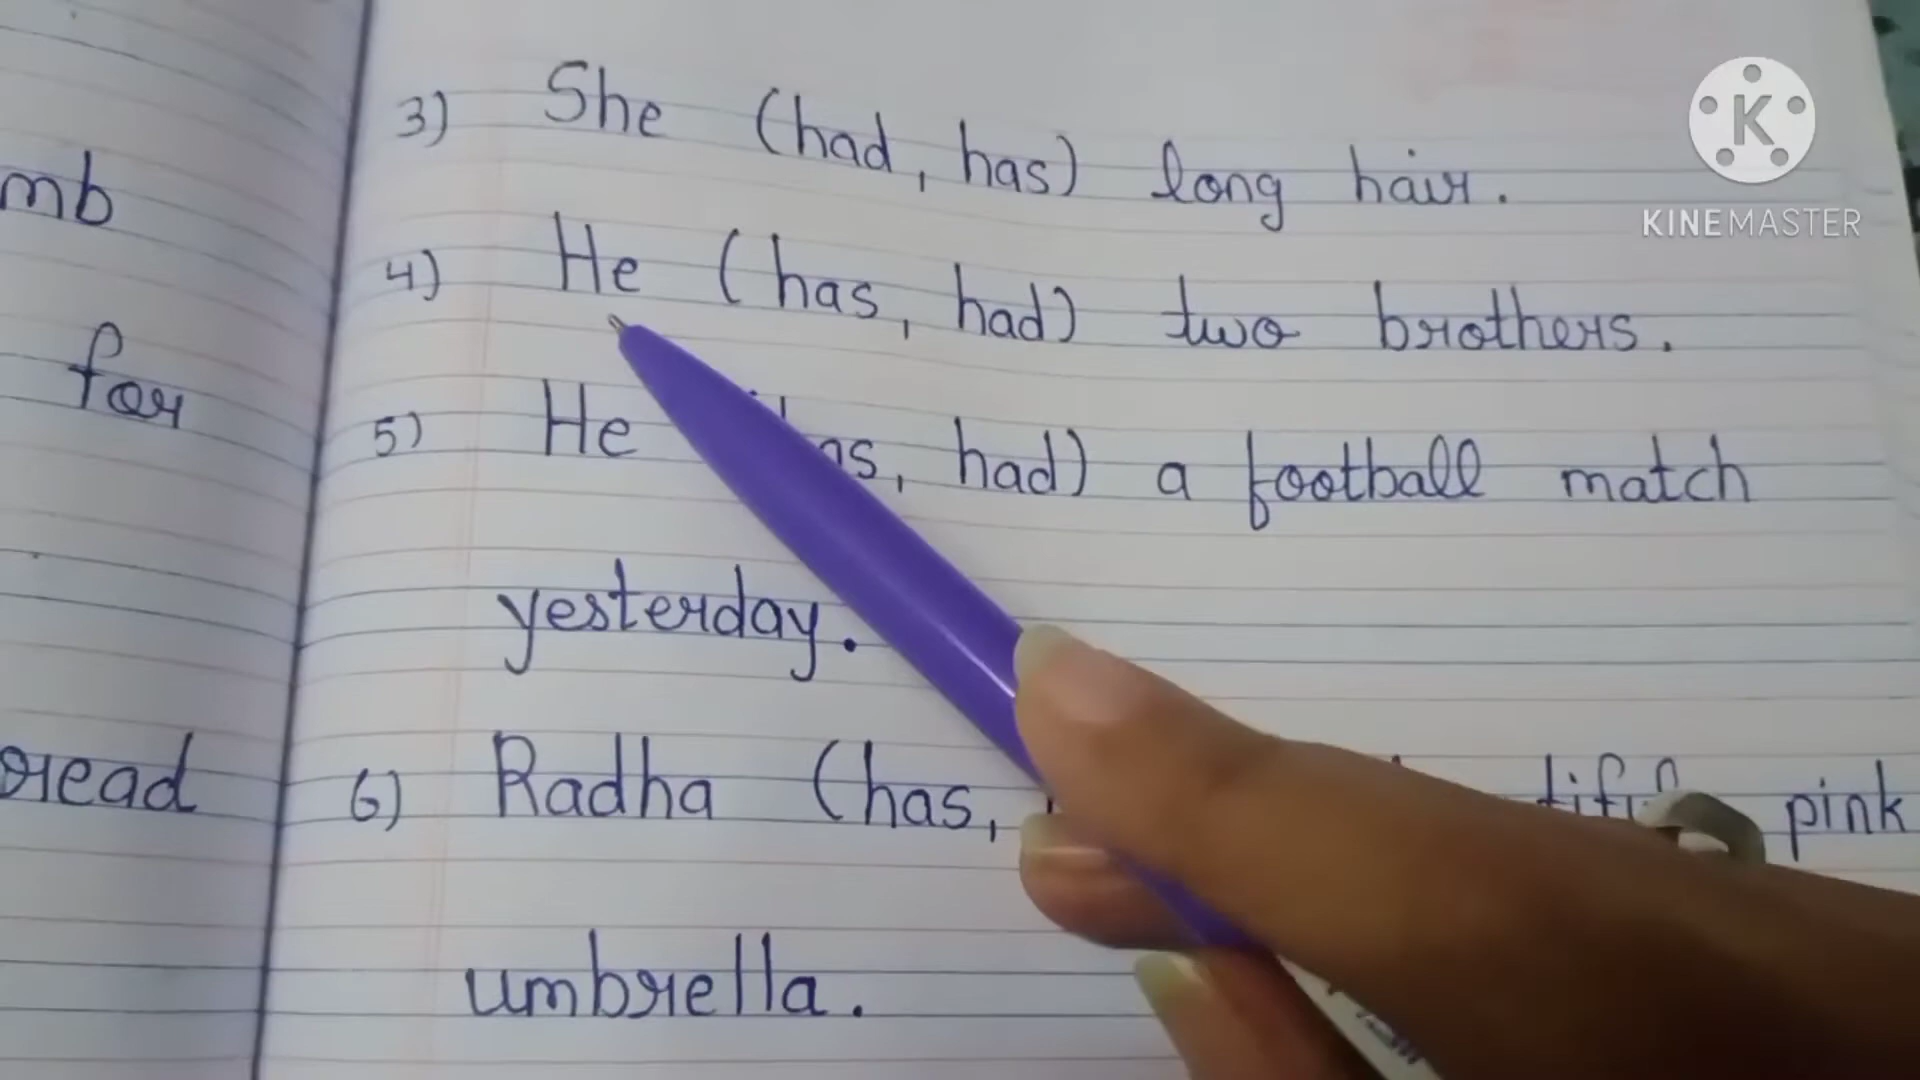 3) She (had, has) long hair.
mb
4) He (has, had) two brothers.
for
5) He had) a football match
yesterday.
read
6) Radha (has, pink
umbrella.
K
KINEMASTER